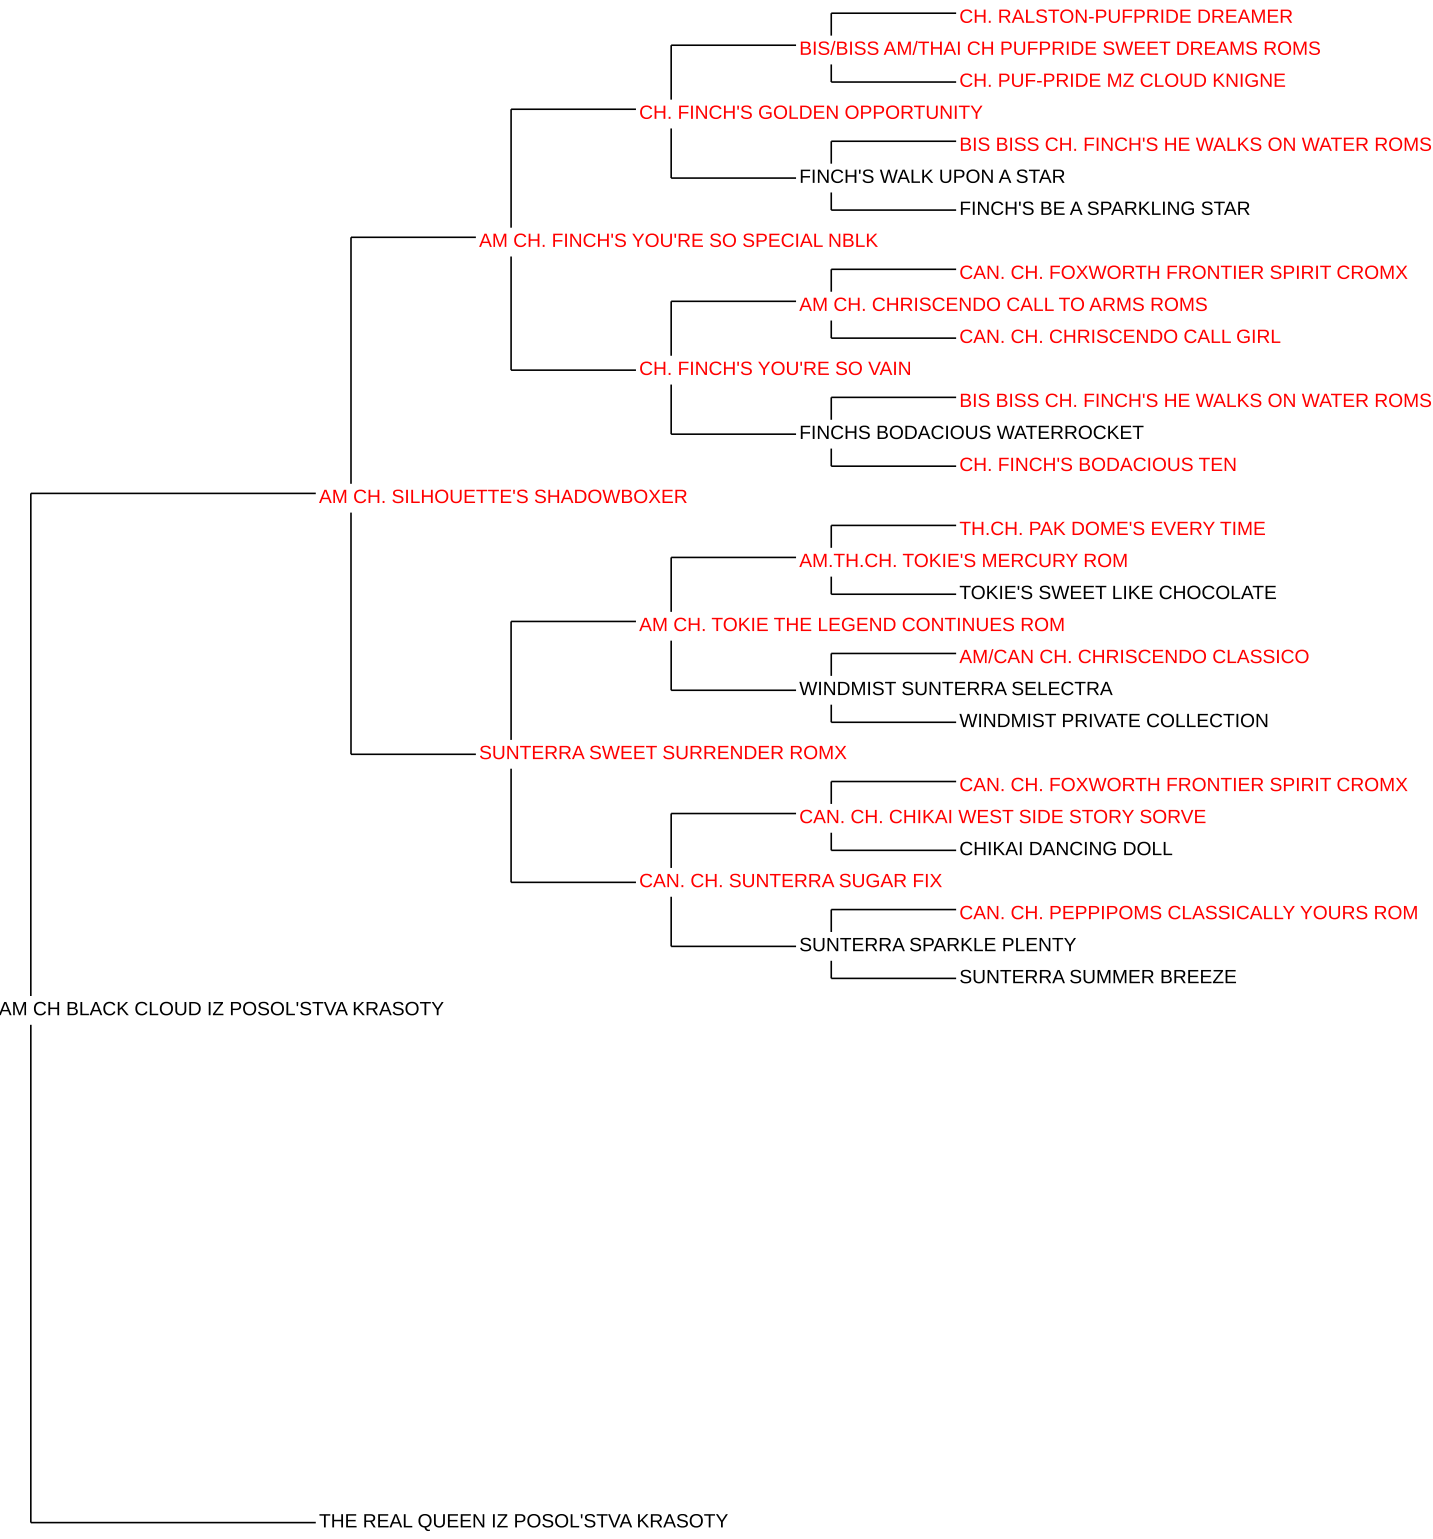 CH. RALSTON-PUFPRIDE DREAMER
BIS/BISS AM/THAI CH PUFPRIDE SWEET DREAMS ROMS
CH. PUF-PRIDE MZ CLOUD KNIGNE
CH. FINCH'S GOLDEN OPPORTUNITY
BIS BISS CH. FINCH'S HE WALKS ON WATER ROMS
FINCH'S WALK UPON A STAR
FINCH'S BE A SPARKLING STAR
AM CH. FINCH'S YOU'RE SO SPECIAL NBLK
CAN. CH. FOXWORTH FRONTIER SPIRIT CROMX
AM CH. CHRISCENDO CALL TO ARMS ROMS
CAN. CH. CHRISCENDO CALL GIRL
CH. FINCH'S YOU'RE SO VAIN
BIS BISS CH. FINCH'S HE WALKS ON WATER ROMS
FINCHS BODACIOUS WATERROCKET
CH. FINCH'S BODACIOUS TEN
AM CH. SILHOUETTE'S SHADOWBOXER
TH.CH. PAK DOME'S EVERY TIME
AM.TH.CH. TOKIE'S MERCURY ROM
TOKIE'S SWEET LIKE CHOCOLATE
AM CH. TOKIE THE LEGEND CONTINUES ROM
AM/CAN CH. CHRISCENDO CLASSICO
WINDMIST SUNTERRA SELECTRA
WINDMIST PRIVATE COLLECTION
SUNTERRA SWEET SURRENDER ROMX
CAN. CH. FOXWORTH FRONTIER SPIRIT CROMX
CAN. CH. CHIKAI WEST SIDE STORY SORVE
CHIKAI DANCING DOLL
CAN. CH. SUNTERRA SUGAR FIX
CAN. CH. PEPPIPOMS CLASSICALLY YOURS ROM
SUNTERRA SPARKLE PLENTY
SUNTERRA SUMMER BREEZE
AM CH BLACK CLOUD IZ POSOL'STVA KRASOTY
THE REAL QUEEN IZ POSOL'STVA KRASOTY